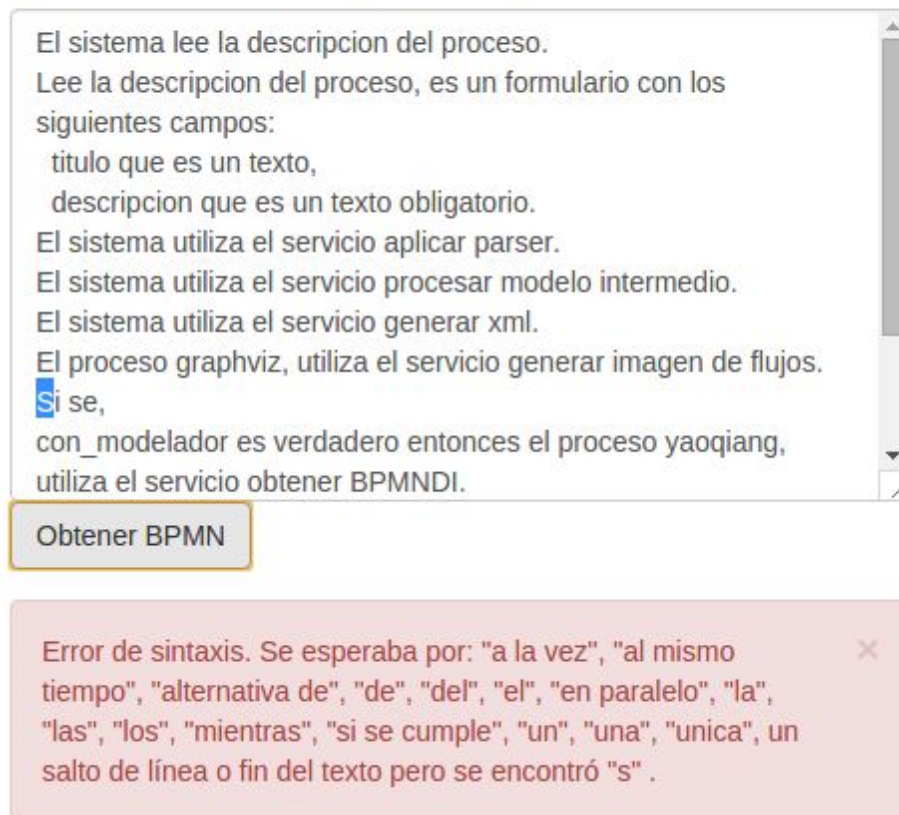 El sistema lee la descripcion del proceso.
Lee la descripcion del proceso, es un formulario con los
siguientes campos:
titulo que es un texto,
descripcion que es un texto obligatorio.
El sistema utiliza el servicio aplicar parser.
El sistema utiliza el servicio procesar modelo intermedio.
El sistema utiliza el servicio generar xml.
El proceso graphviz, utiliza el servicio generar imagen de flujos.
Si se,
con_modelador es verdadero entonces el proceso yaoqiang,
utiliza el servicio obtener BPMNDI.
Obtener BPMN
Error de sintaxis. Se esperaba por: "a la vez", "al mismo
tiempo", "alternativa de", "de", "del", "el", "en paralelo", "la",
"las", "los", "mientras", "si se cumple", "un", "una", "unica", un
salto de línea o fin del texto pero se encontró "s" .